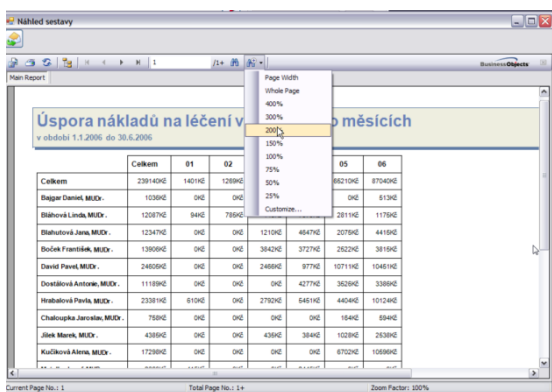 Náhled sestavy
1 /1+
BusinessObjects
Main Report
Page Width
Whole Page
400%
300%
200%
150%
100%
75%
50%
25%
Customize...
Úspora nákladů na léčení v o měsících
v období 1.1.2006 do 30.6.2006
Celkem 01 02 05 06
Celkem 239140Kč 1401Kč 1289Kč 66210Kč 87040Kč
Bajgar Daniel, MUDr. 1036Kč 0Kč 0Kč 0Kč 513Kč
Bláhová Linda, MUDr. 12087Kč 94Kč 785Kč 2811Kč 1176Kč
Blahutová Jana, MUDr. 12347Kč 0Kč 0Kč 1210Kč 4647Kč 2075Kč 4415Kč
Boček František, MUDr. 13906Kč 0Kč 0Kč 3842Kč 3727Kč 2522Kč 3815Kč
David Pavel, MUDr. 24605Kč 0Kč 0Kč 2466Kč 977Kč 10711Kč 10451Kč
Dostálová Antonie, MUDr. 11189Kč 0Kč 0Kč 0Kč 4277Kč 3526Kč 3386Kč
Hrabalová Pavla, MUDr. 23381Kč 610Kč 0Kč 2792Kč 5451Kč 4404Kč 10124Kč
Chaloupka Jaroslav, MUDr. 758Kč 0Kč 0Kč 0Kč 0Kč 164Kč 594Kč
Jílek Marek, MUDr. 4386Kč 0Kč 0Kč 436Kč 384Kč 1028Kč 2638Kč
Kučíková Alena, MUDr. 17298Kč 0Kč 0Kč 0Kč 0Kč 6702Kč 10596Kč
Current Page No.: 1 Total Page No.: 1+ Zoom Factor: 100%